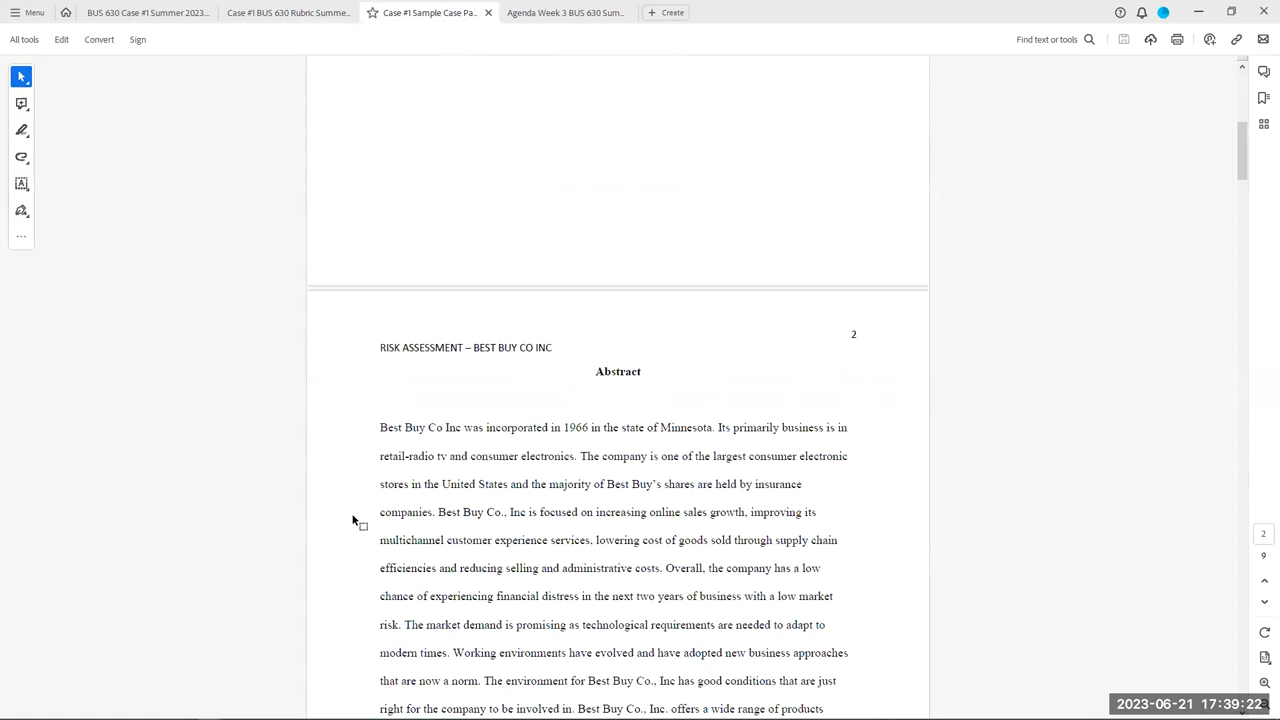 Menu
BUS 630 Case #1 Summer 2023...
Case #1 BUS 630 Rubric Summe...
Case #1 Sample Case Pa...
Agenda Week 3 BUS 630 Sum...
Create
All tools
Edit
Convert
Sign
Find text or tools
2
RISK ASSESSMENT – BEST BUY CO INC
Abstract
Best Buy Co Inc was incorporated in 1966 in the state of Minnesota. Its primarily business is in
retail-radio tv and consumer electronics. The company is one of the largest consumer electronic
stores in the United States and the majority of Best Buy's shares are held by insurance
companies. Best Buy Co., Inc is focused on increasing online sales growth, improving its
multichannel customer experience services, lowering cost of goods sold through supply chain
efficiencies and reducing selling and administrative costs. Overall, the company has a low
chance of experiencing financial distress in the next two years of business with a low market
risk. The market demand is promising as technological requirements are needed to adapt to
modern times. Working environments have evolved and have adopted new business approaches
that are now a norm. The environment for Best Buy Co., Inc has good conditions that are just
right for the company to be involved in. Best Buy Co., Inc. offers a wide range of products
2
9
2023-06-21 17:39:22